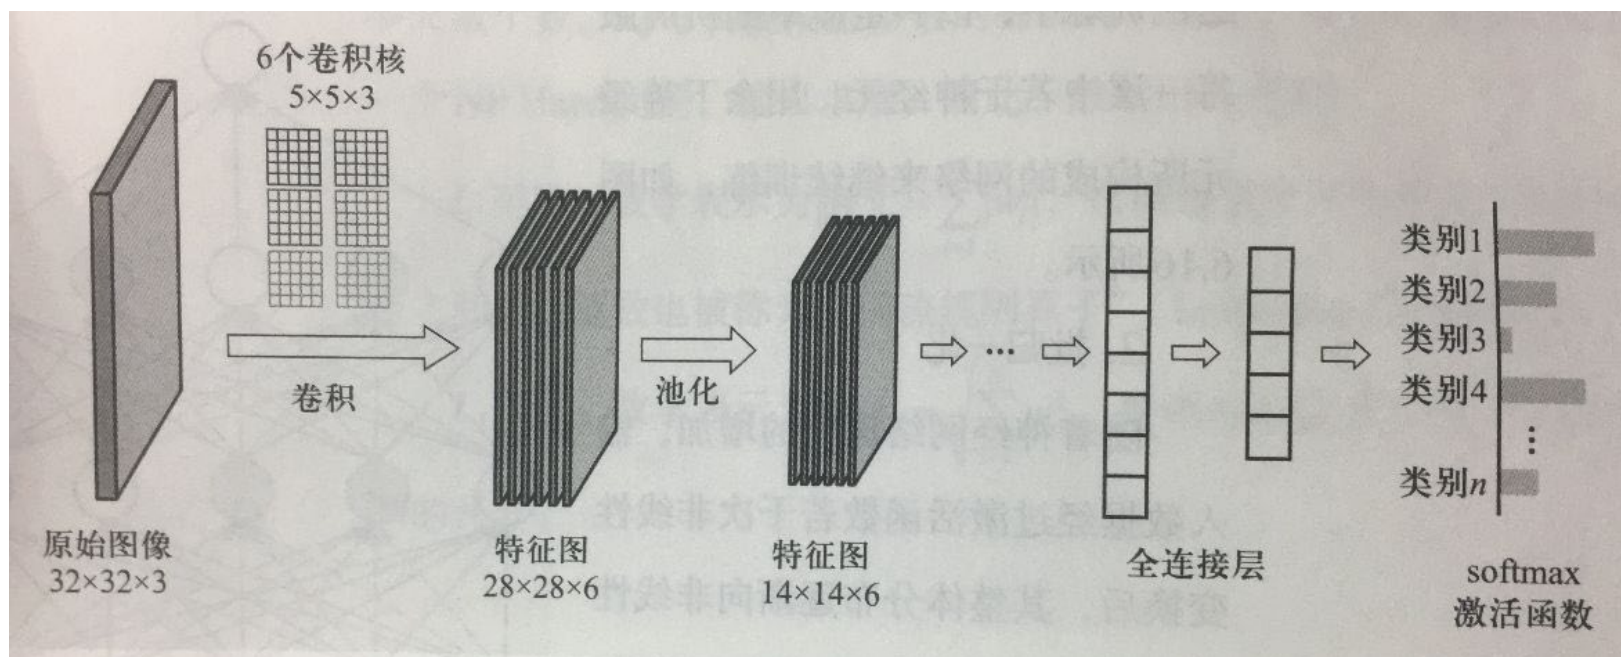 6个卷积核
5×5×3
卷积
池化
...
类别1
类别2
类别3
类别4
⋮
类别n
原始图像
32×32×3
特征图
28×28×6
特征图
14×14×6
全连接层
softmax
激活函数